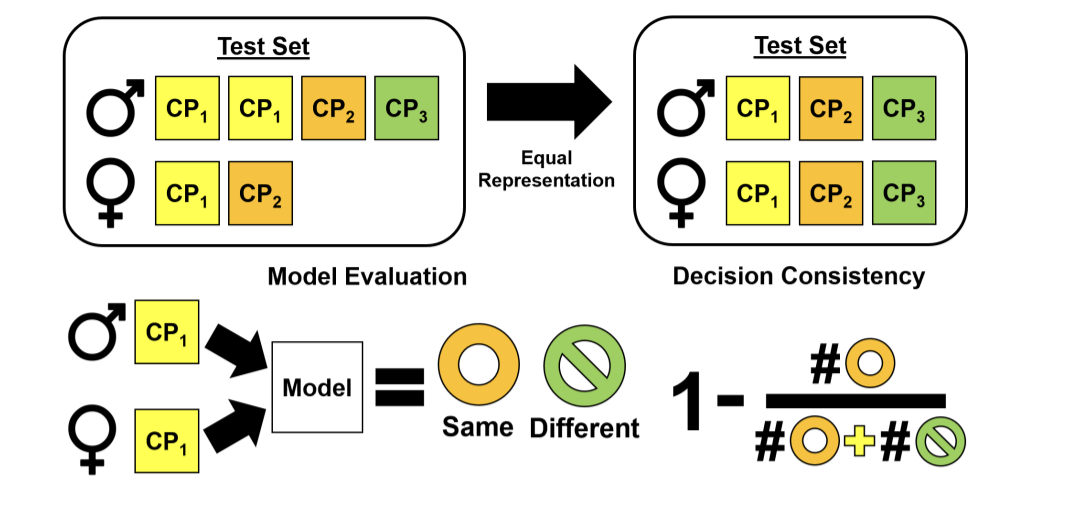 Test Set
CP1 CP1 CP2 CP3
CP1 CP2
Equal
Representation
Test Set
CP1 CP2 CP3
CP1 CP2 CP3
Model Evaluation
CP1
CP1
Model
=
Same Different
Decision Consistency
1 -
#
# + #